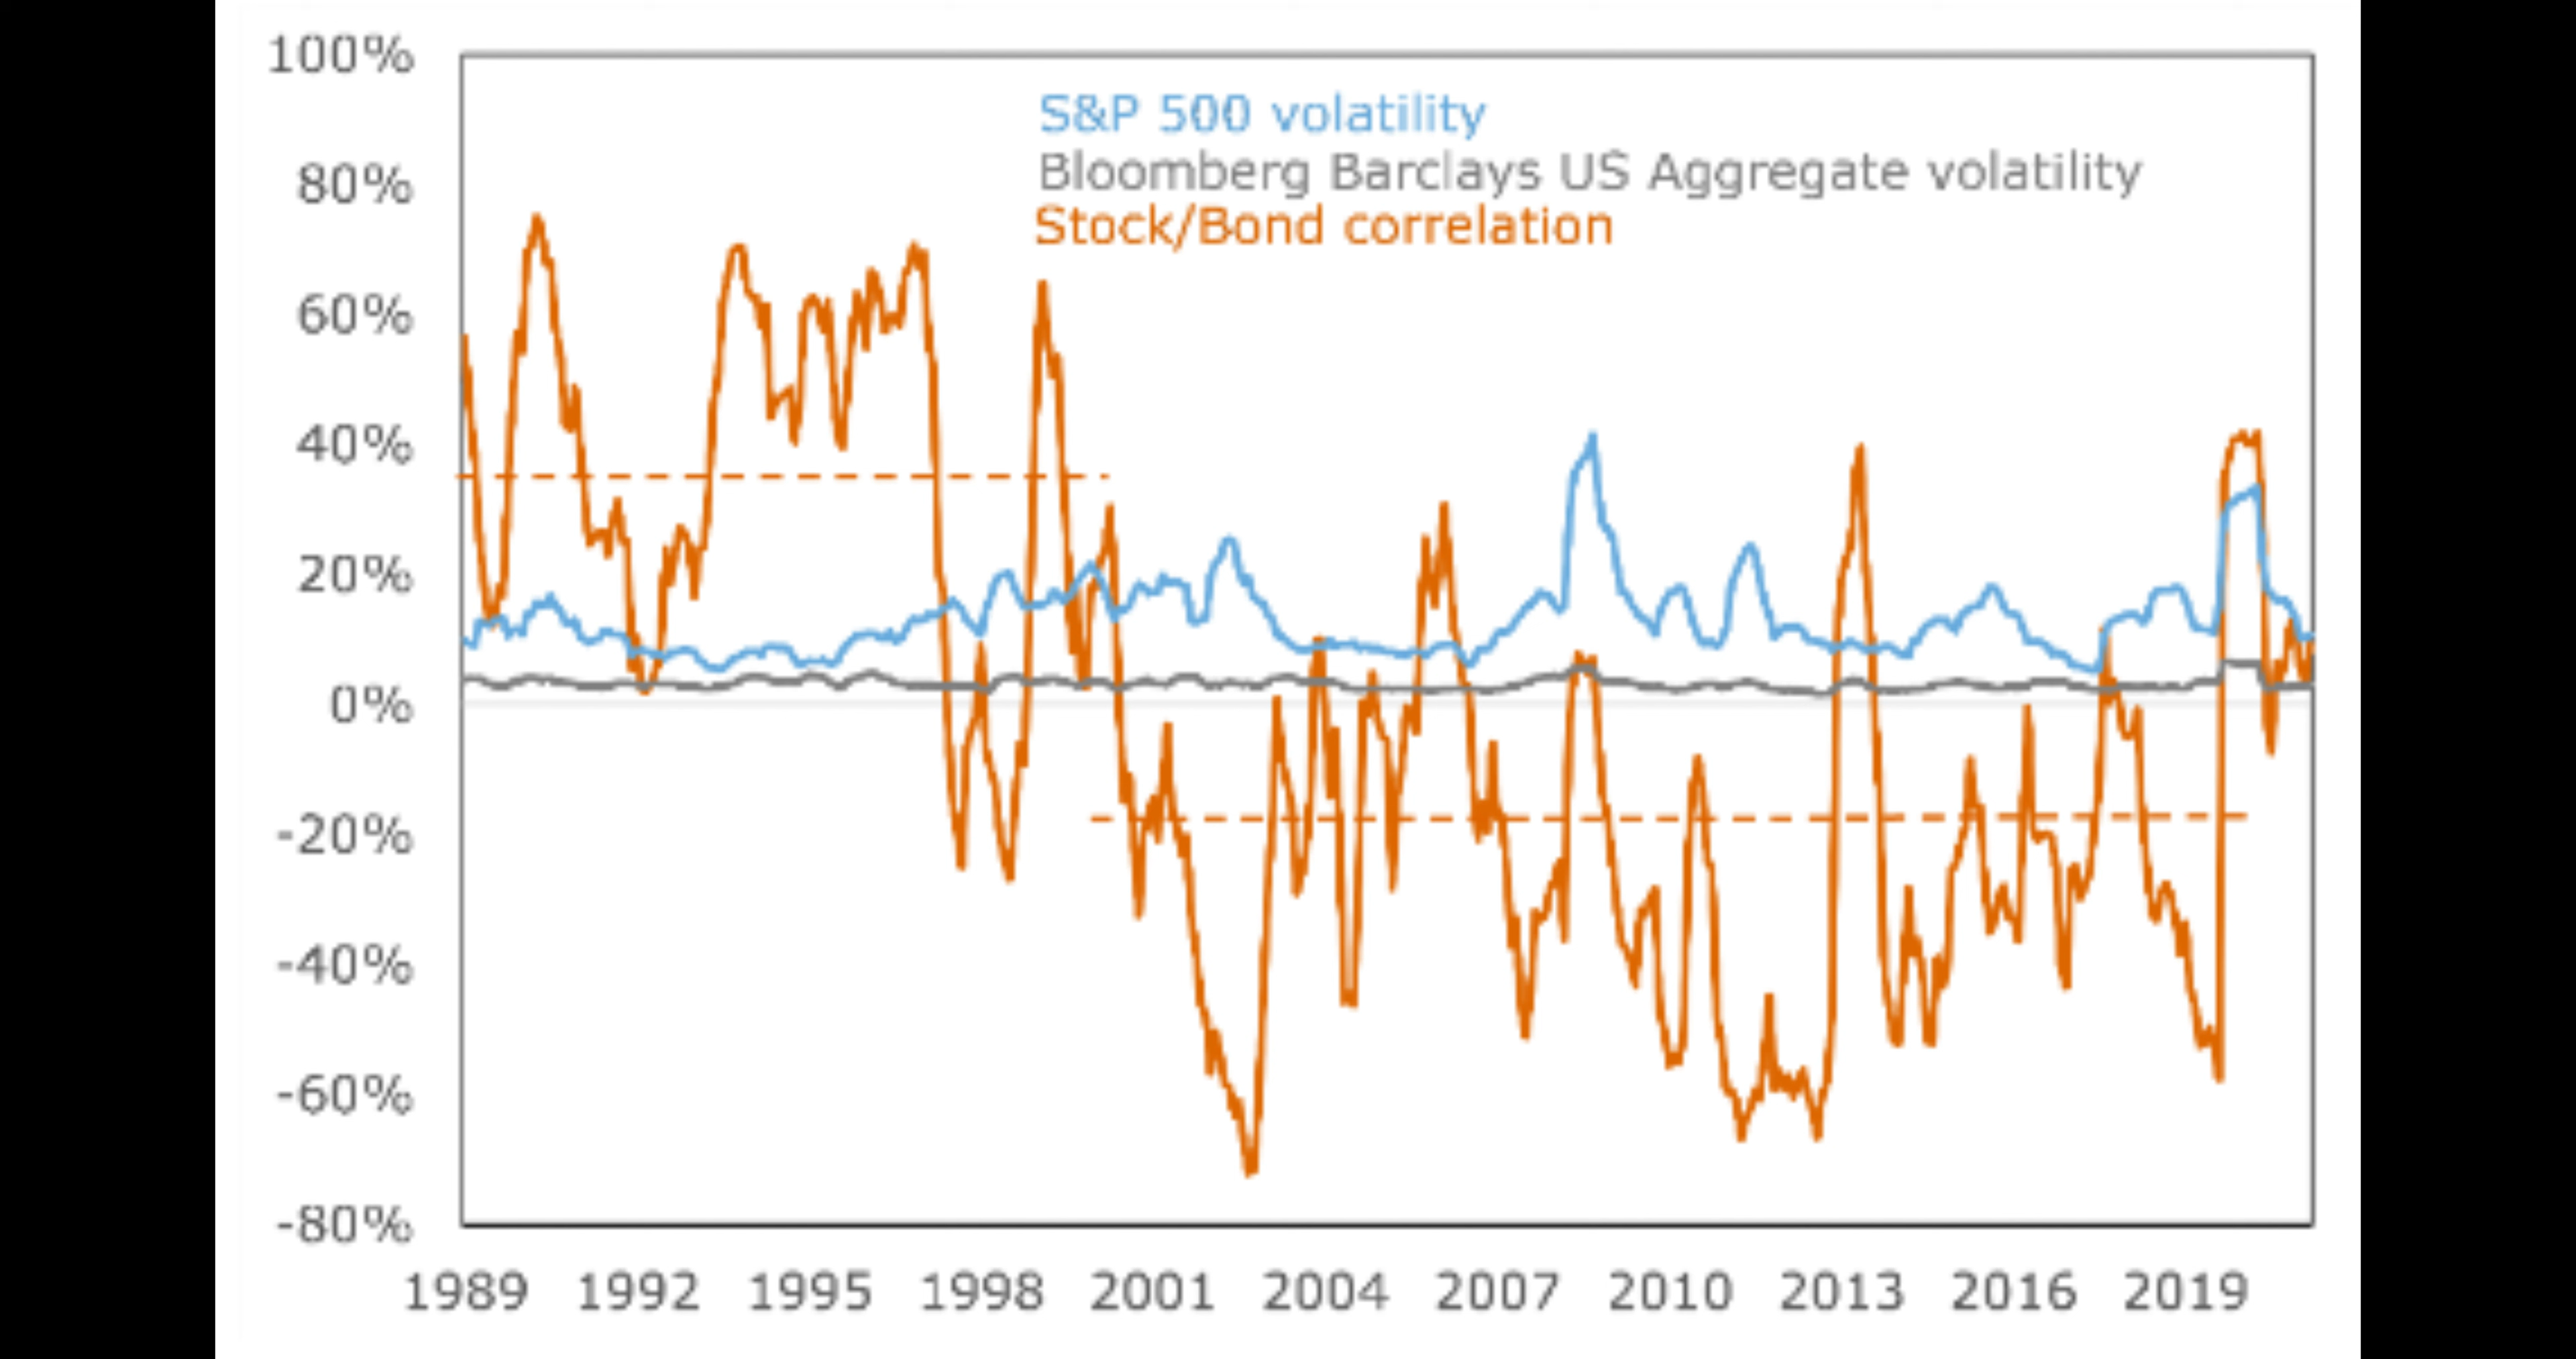 100%
S&P 500 volatility
80%
Bloomberg Barclays US Aggregate volatility
Stock/Bond correlation
60%
40%
20%
0%
-20%
-40%
-60%
-80%
1989 1992 1995 1998 2001 2004 2007 2010 2013 2016 2019